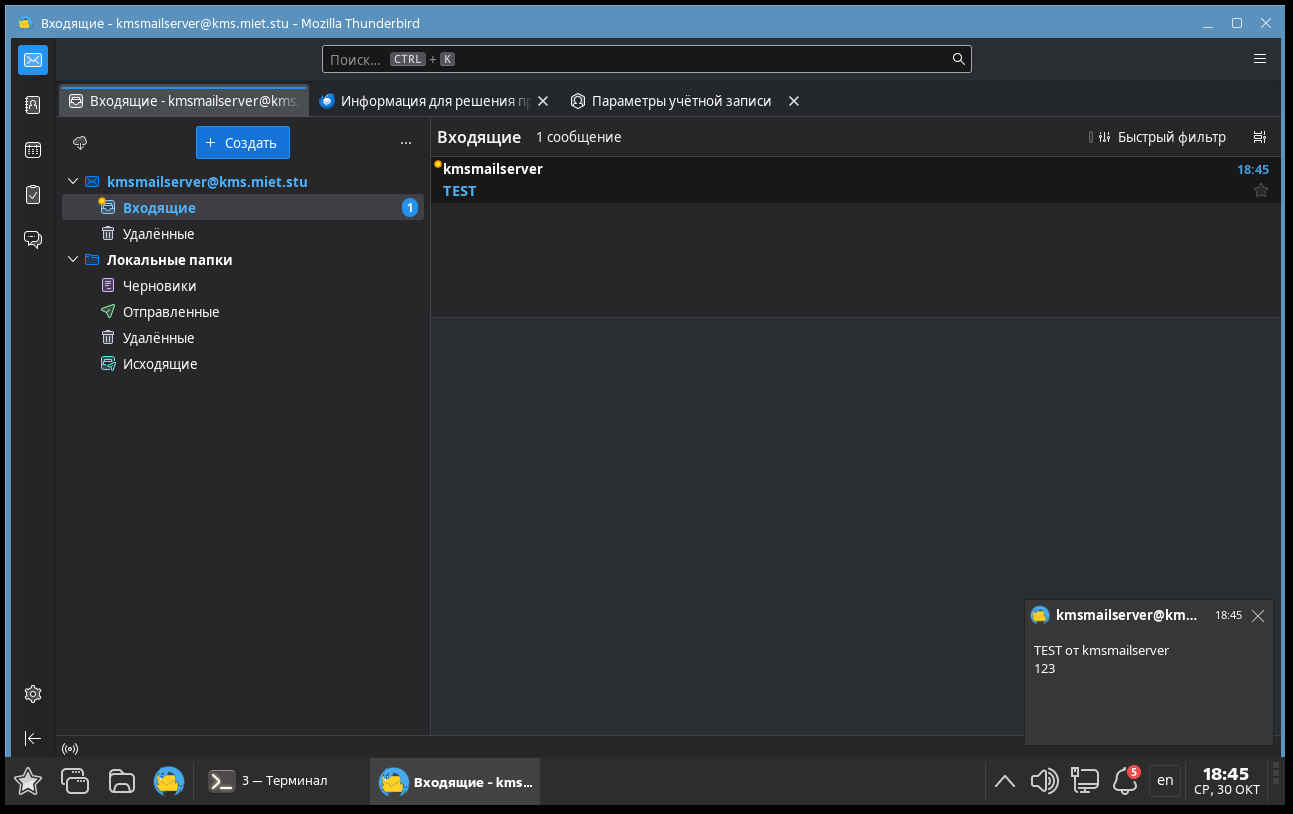 Входящие – kmsmailserver@kms.miet.stu – Mozilla Thunderbird
Поиск… CTRL + K
Входящие - kmsmailserver@kms.
Информация для решения пр
Параметры учётной записи
+ Создать
Входящие 1 сообщение
Быстрый фильтр
kmsmailserver@kms.miet.stu
Входящие 1
Удалённые
Локальные папки
Черновики
Отправленные
Удалённые
Исходящие
kmsmailserver 18:45
TEST
kmsmailserver@km... 18:45
TEST от kmsmailserver
123
3 — Терминал
Входящие – kms...
5
en
18:45
СР, 30 ОКТ